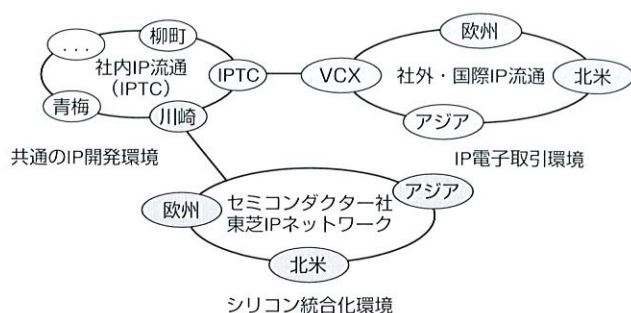 柳町
...
社内IP流通
(IPTC)
IPTC
青梅
川崎
共通のIP開発環境
欧州
VCX
社外・国際IP流通
北米
アジア
IP電子取引環境
アジア
セミコンダクター社
欧州
東芝IPネットワーク
北米
シリコン統合化環境